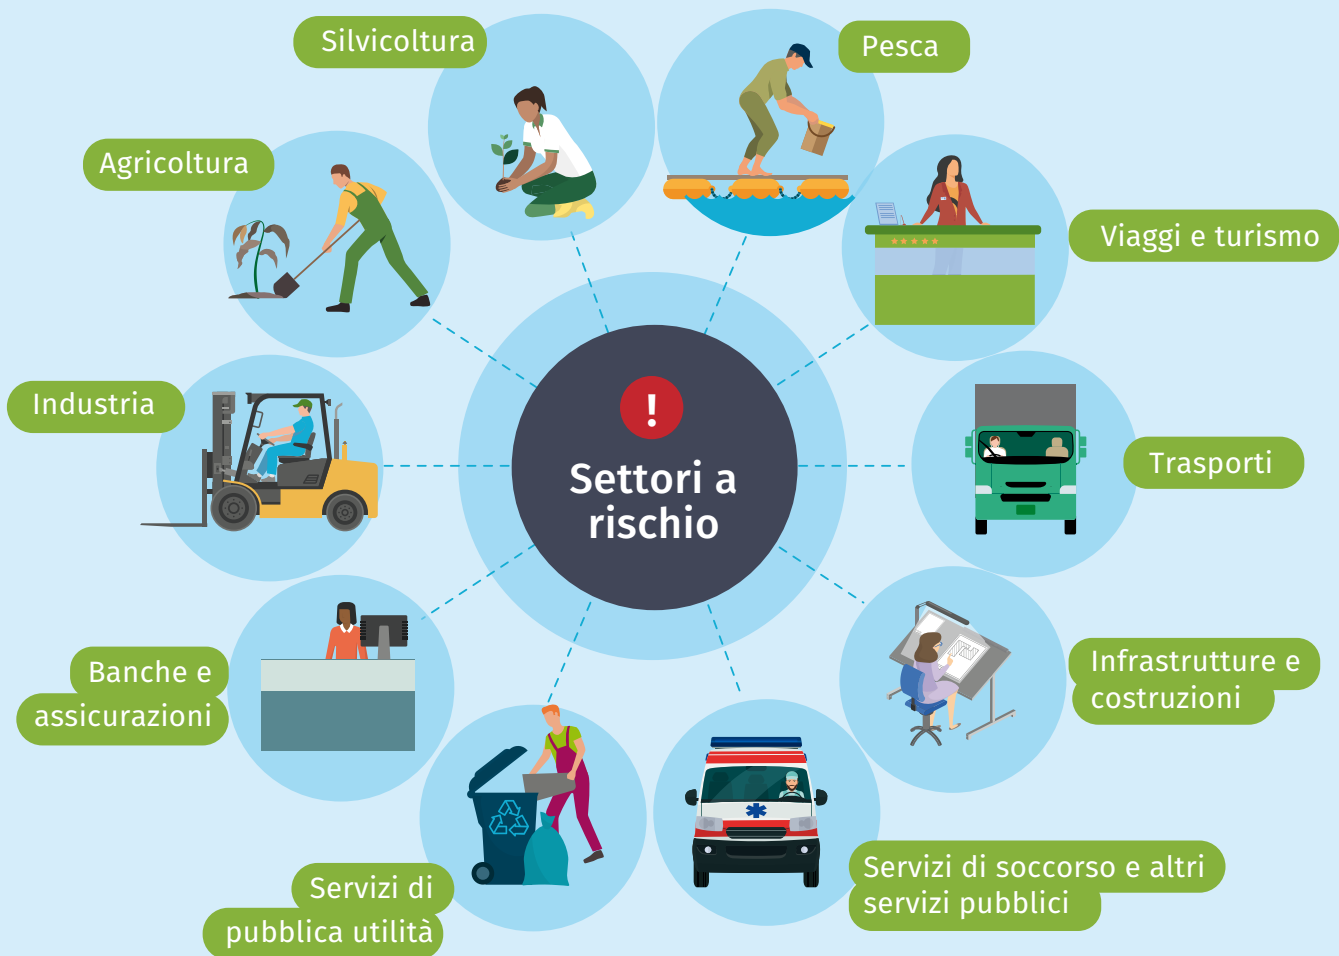 Silvicoltura
Pesca
Agricoltura
Viaggi e turismo
Industria
!
Settori a
rischio
Trasporti
Banche e
assicurazioni
Infrastrutture e
costruzioni
Servizi di
pubblica utilità
Servizi di soccorso e altri
servizi pubblici